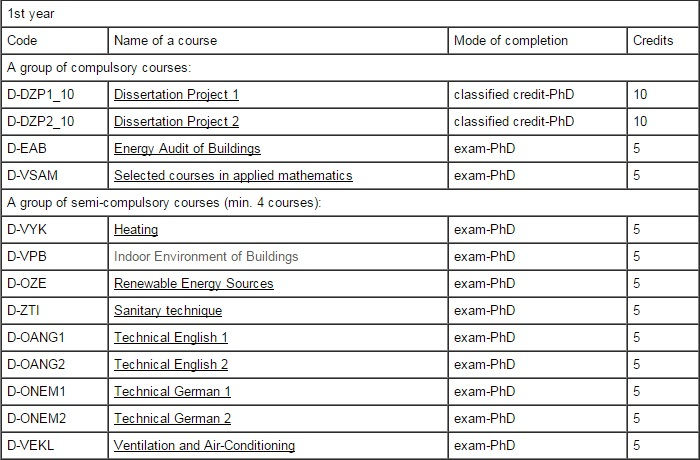 1st year
Code Name of a course Mode of completion Credits
A group of compulsory courses:
D-DZP1_10 Dissertation Project 1 classified credit-PhD 10
D-DZP2_10 Dissertation Project 2 classified credit-PhD 10
D-EAB Energy Audit of Buildings exam-PhD 5
D-VSAM Selected courses in applied mathematics exam-PhD 5
A group of semi-compulsory courses (min. 4 courses):
D-VYK Heating exam-PhD 5
D-VPB Indoor Environment of Buildings exam-PhD 5
D-OZE Renewable Energy Sources exam-PhD 5
D-ZTI Sanitary technique exam-PhD 5
D-OANG1 Technical English 1 exam-PhD 5
D-OANG2 Technical English 2 exam-PhD 5
D-ONEM1 Technical German 1 exam-PhD 5
D-ONEM2 Technical German 2 exam-PhD 5
D-VEKL Ventilation and Air-Conditioning exam-PhD 5